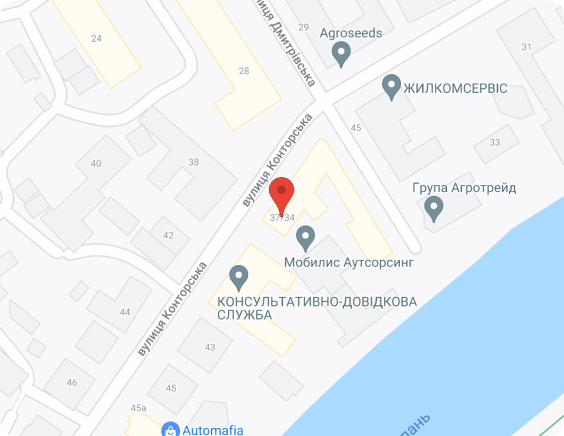 24
вулиця Дмитрівська
29
Agroseeds
31
28
ЖИЛКОМСЕРВІС
45
33
вулиця Конторська
40
38
Група Агротрейд
37/34
42
Мобилис Аутсорсинг
вулиця Конторська
КОНСУЛЬТАТИВНО-ДОВІДКОВА
СЛУЖБА
44
43
46
45
45а
Automafia